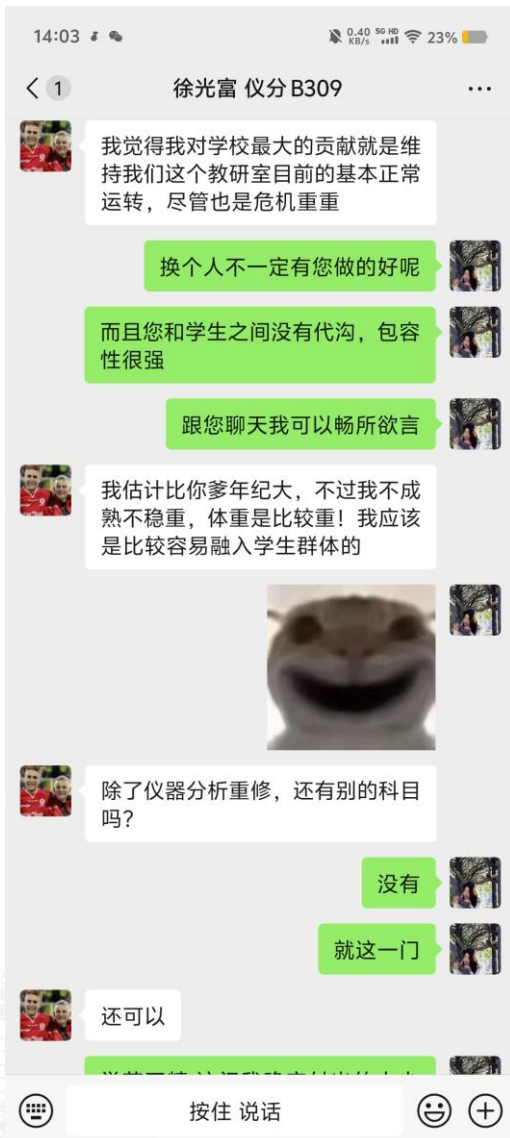 14:03
0.40 KB/s 5G HD 23%
1 徐光富 仪分B309
我觉得我对学校最大的贡献就是维
持我们这个教研室目前的基本正常
运转，尽管也是危机重重
换个人不一定有您做的好呢
而且您和学生之间没有代沟，包容
性很强
跟您聊天我可以畅所欲言
我估计比你爹年纪大，不过我不成
熟不稳重，体重是比较重！我应该
是比较容易融入学生群体的
除了仪器分析重修，还有别的科目
吗？
没有
就这一门
还可以
按住 说话